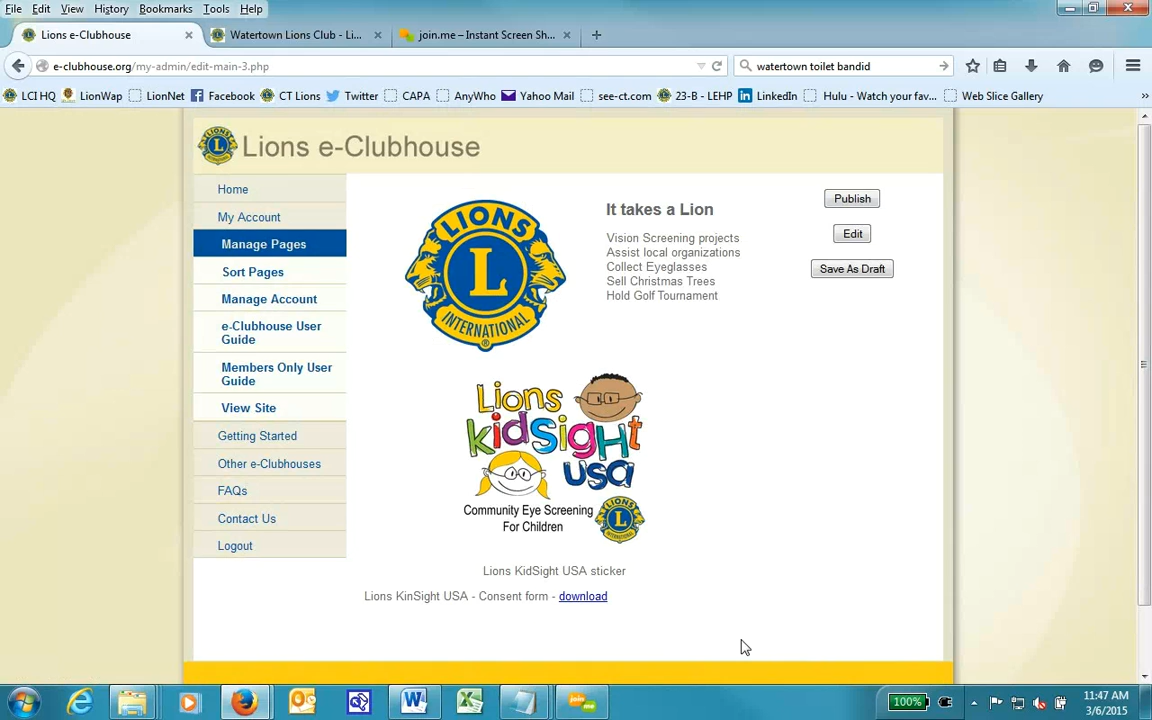 File Edit View History Bookmarks Tools Help
Lions e-Clubhouse
Watertown Lions Club - Li...
join.me – Instant Screen Sh...
e-clubhouse.org/my-admin/edit-main-3.php
watertown toilet bandid
LCI HQ LionWap LionNet Facebook CT Lions Twitter CAPA AnyWho Yahoo Mail see-ct.com 23-B - LEHP LinkedIn Hulu - Watch your fav... Web Slice Gallery
Lions e-Clubhouse
Home
My Account
Manage Pages
Sort Pages
Manage Account
e-Clubhouse User
Guide
Members Only User
Guide
View Site
Getting Started
Other e-Clubhouses
FAQs
Contact Us
Logout
LIONS
L
INTERNATIONAL
®
It takes a Lion
Vision Screening projects
Assist local organizations
Collect Eyeglasses
Sell Christmas Trees
Hold Golf Tournament
Publish
Edit
Save As Draft
Lions
KidSight
USA
Community Eye Screening
For Children
LIONS
L
INTERNATIONAL
Lions KidSight USA sticker
Lions KinSight USA - Consent form - download
100%
11:47 AM
3/6/2015